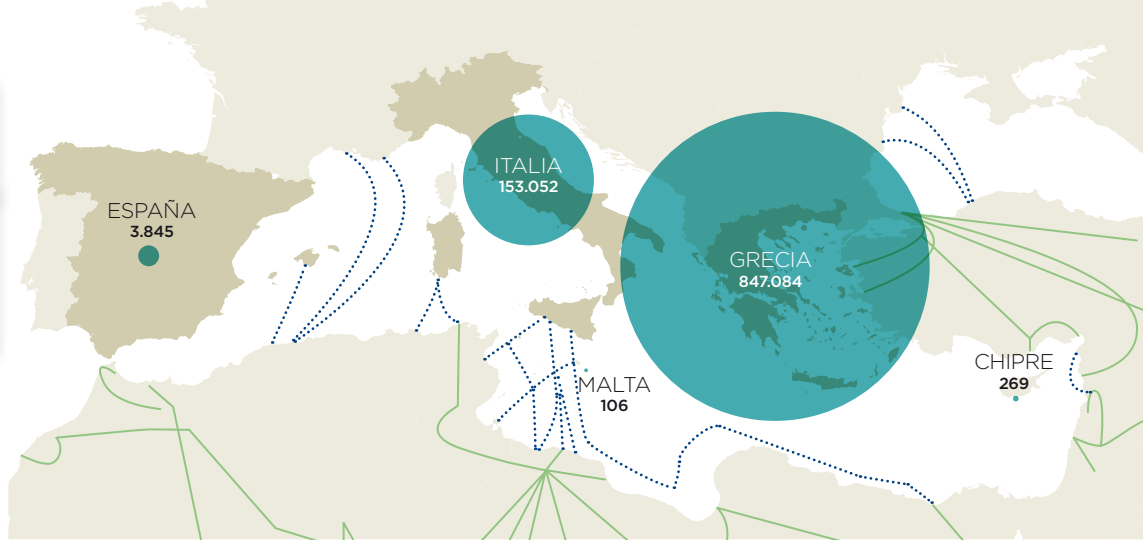 ESPAÑA
3.845
ITALIA
153.052
GRECIA
847.084
MALTA
106
CHIPRE
269